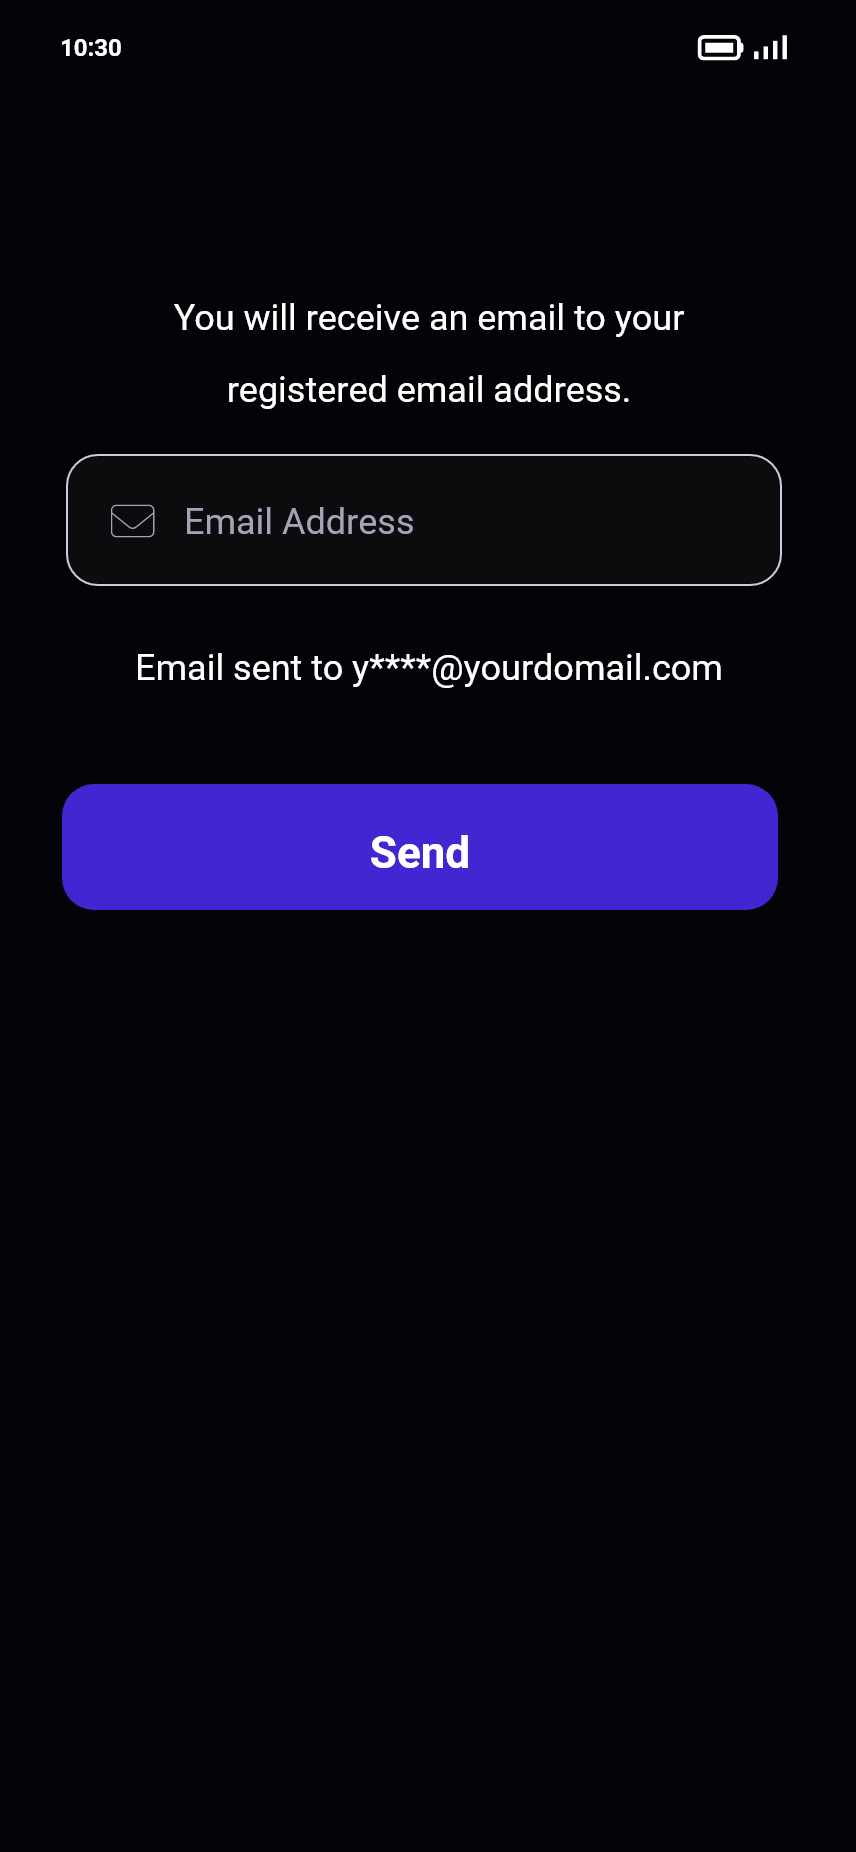 10:30
You will receive an email to your
registered email address.
Email Address
Email sent to y****@yourdomail.com
Send